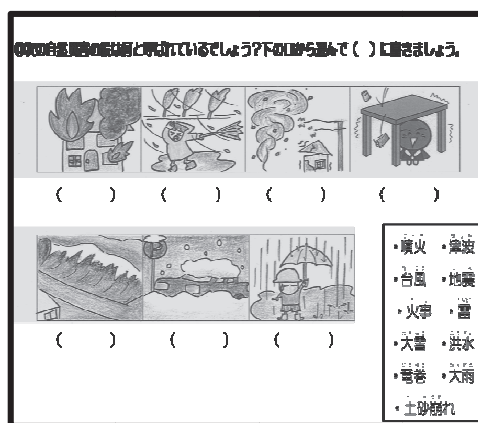 次の自然災害の絵は何と呼ばれているでしょう？下の口から選んで（ ）に書きましょう。
（ ）（ ）（ ）（ ）
（ ）（ ）（ ）
・噴火 ・津波
・台風 ・地震
・火事 ・雷
・大雪 ・洪水
・竜巻 ・大雨
・土砂崩れ